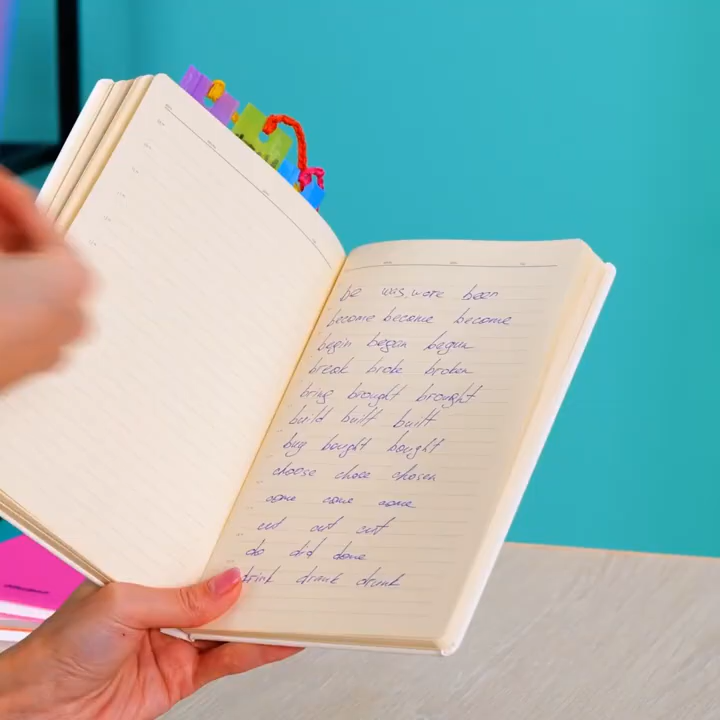 be was, were been
become became become
begin began begun
break broke broken
bring brought brought
build built built
buy bought bought
choose chose chosen
come came come
cut cut cut
do did done
drink drank drunk